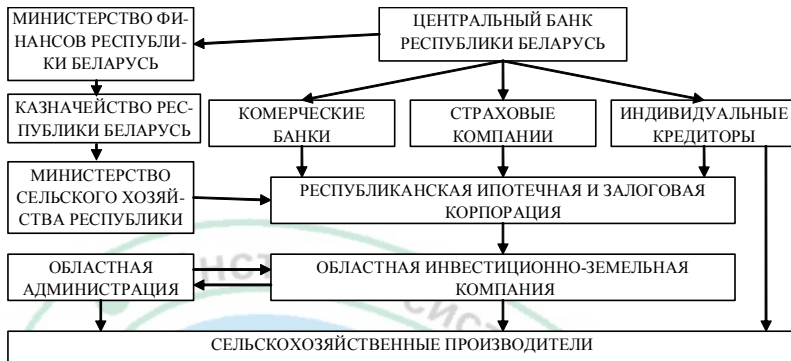 МИНИСТЕРСТВО ФИ-
НАНСОВ РЕСПУБЛИ-
КИ БЕЛАРУСЬ
ЦЕНТРАЛЬНЫЙ БАНК
РЕСПУБЛИКИ БЕЛАРУСЬ
КАЗНАЧЕЙСТВО РЕС-
ПУБЛИКИ БЕЛАРУСЬ
КОМЕРЧЕСКИЕ
БАНКИ
СТРАХОВЫЕ
КОМПАНИИ
ИНДИВИДУАЛЬНЫЕ
КРЕДИТОРЫ
МИНИСТЕРСТВО
СЕЛЬСКОГО ХОЗЯЙ-
СТВА РЕСПУБЛИКИ
РЕСПУБЛИКАНСКАЯ ИПОТЕЧНАЯ И ЗАЛОГОВАЯ
КОРПОРАЦИЯ
ОБЛАСТНАЯ
АДМИНИСТРАЦИЯ
ОБЛАСТНАЯ ИНВЕСТИЦИОННО-ЗЕМЕЛЬНАЯ
КОМПАНИЯ
СЕЛЬСКОХОЗЯЙСТВЕННЫЕ ПРОИЗВОДИТЕЛИ